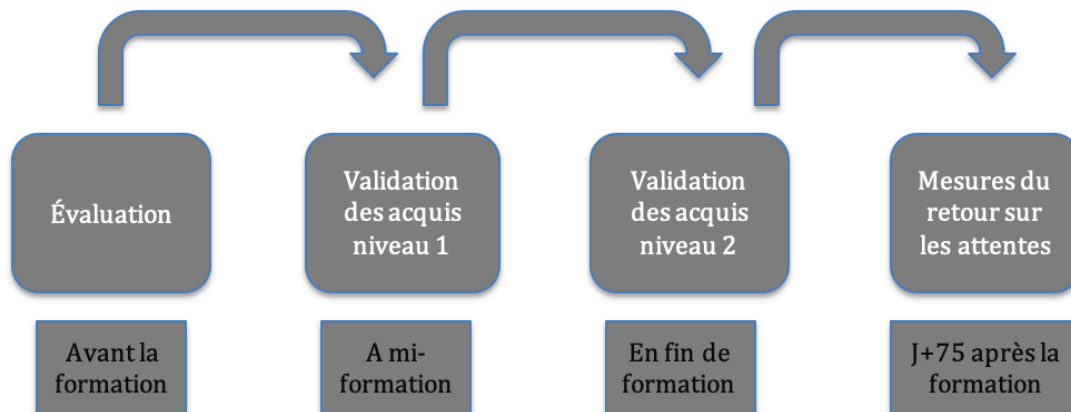 Évaluation
Validation
des acquis
niveau 1
Validation
des acquis
niveau 2
Mesures du
retour sur
les attentes
Avant la
formation
A mi-
formation
En fin de
formation
J+75 après la
formation